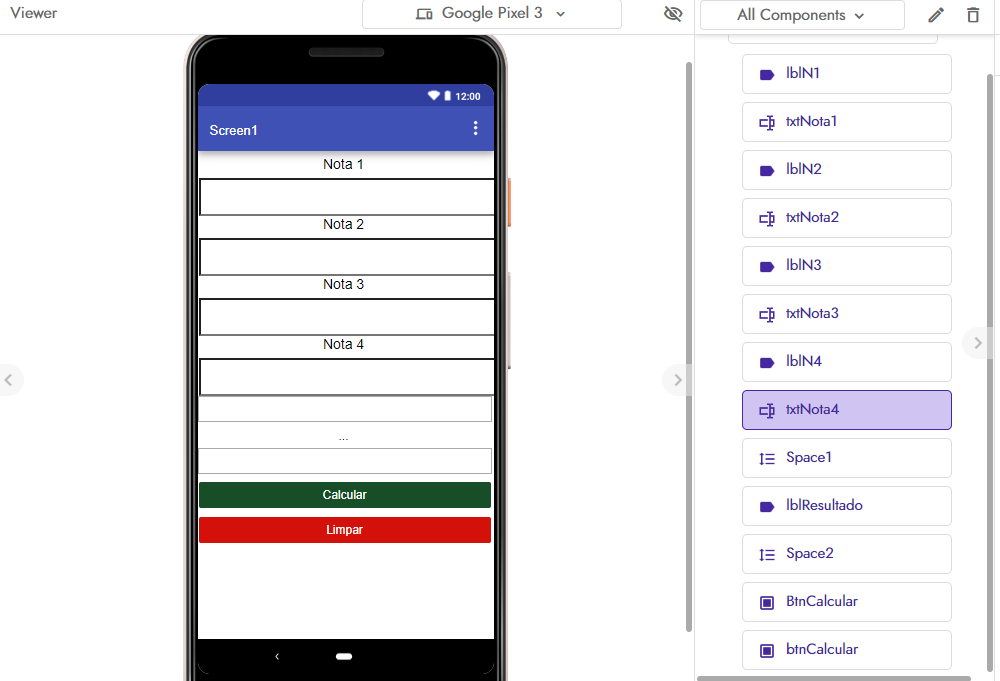 Viewer
Google Pixel 3
All Components
12:00
Screen1
Nota 1
Nota 2
Nota 3
Nota 4
...
Calcular
Limpar
lblN1
txtNota1
lblN2
txtNota2
lblN3
txtNota3
lblN4
txtNota4
Space1
lblResultado
Space2
BtnCalcular
btnCalcular